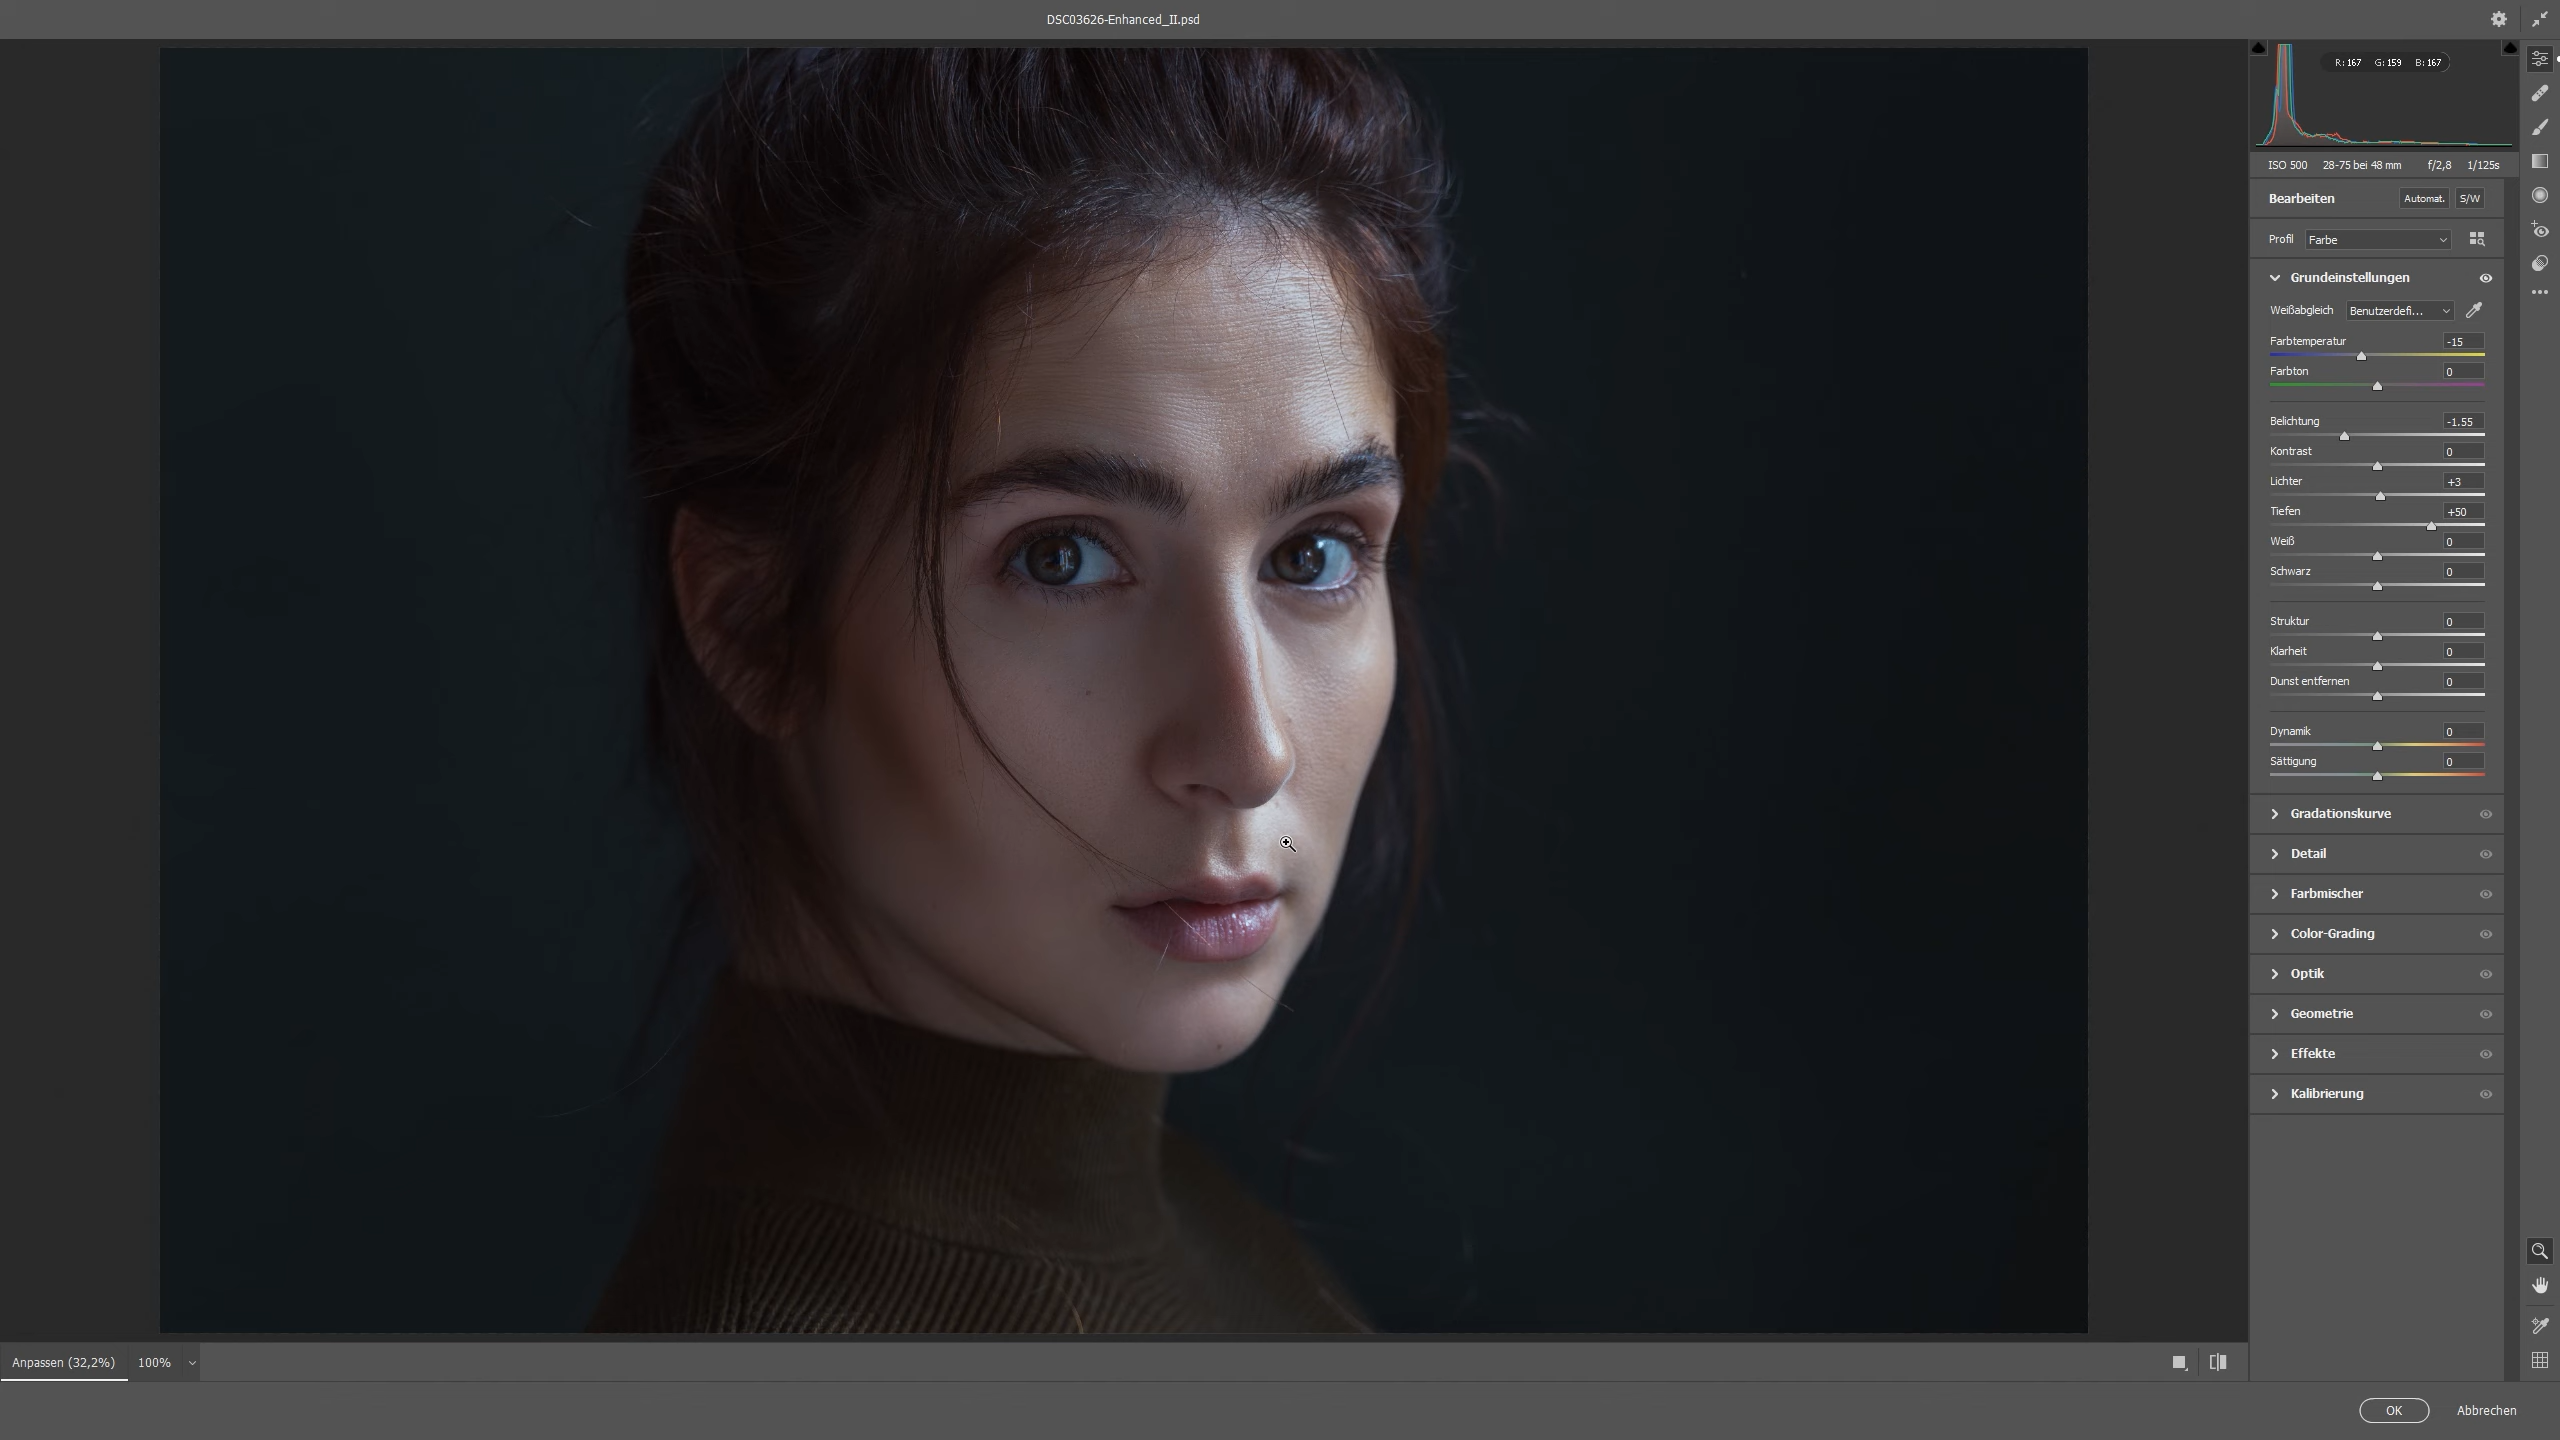 DSC03626-Enhanced_II.psd
R: 167 G: 159 B: 167
ISO 500 28-75 bei 48 mm f/2,8 1/125s
Bearbeiten Automat. S/W
Profil Farbe
Grundeinstellungen
Weißabgleich Benutzerdefi...
Farbtemperatur -15
Farbton 0
Belichtung -1.55
Kontrast 0
Lichter +3
Tiefen +50
Weiß 0
Schwarz 0
Struktur 0
Klarheit 0
Dunst entfernen 0
Dynamik 0
Sättigung 0
Gradationskurve
Detail
Farbmischer
Color-Grading
Optik
Geometrie
Effekte
Kalibrierung
Anpassen (32,2%) 100%
OK Abbrechen